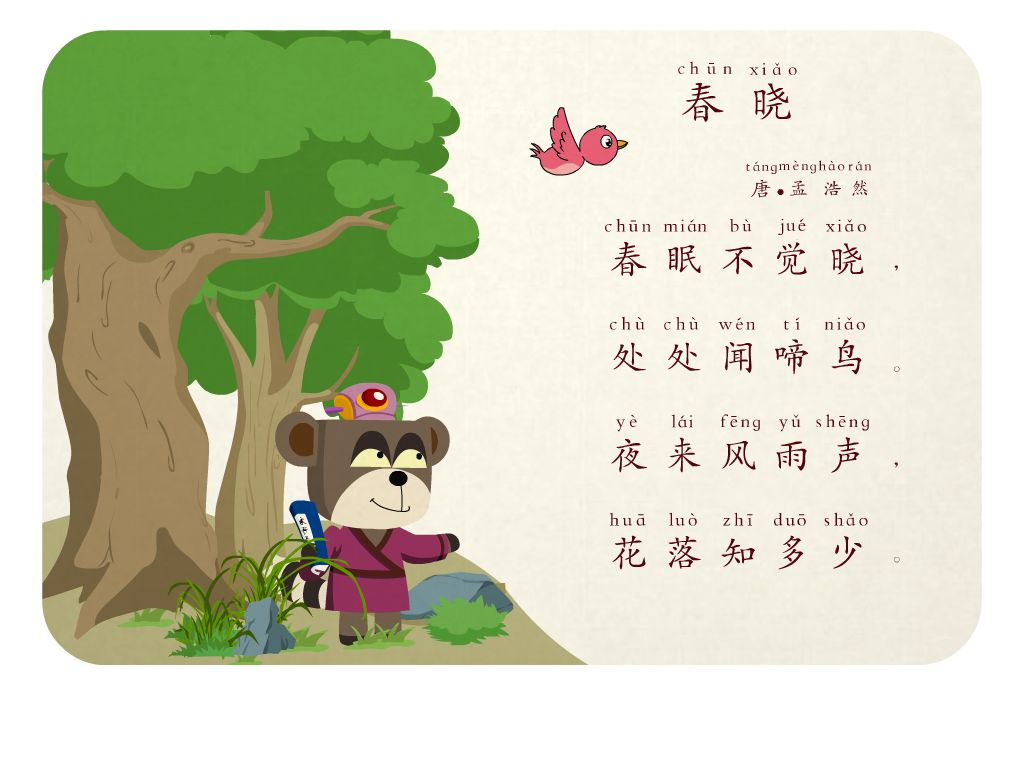 chūn xiǎo
春晓
tángmènghàorán
唐•孟浩然
chūn mián bù jué xiǎo
春眠不觉晓，
chù chù wén tí niǎo
处处闻啼鸟。
yè lái fēng yǔ shēng
夜来风雨声，
huā luò zhī duō shǎo
花落知多少。